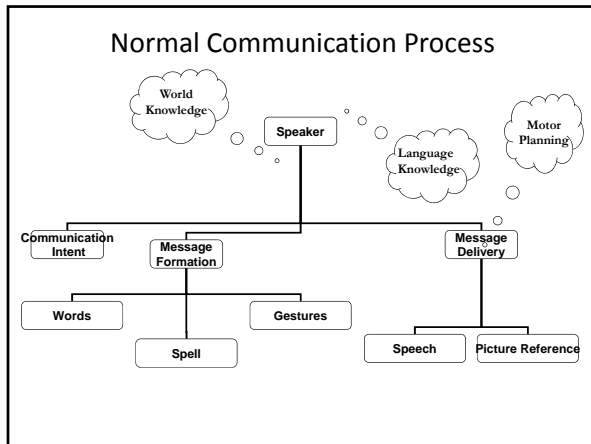 Normal Communication Process
World
Knowledge
Speaker
Language
Knowledge
Motor
Planning
Communication
Intent
Message
Formation
Message
Delivery
Words
Spell
Gestures
Speech
Picture Reference